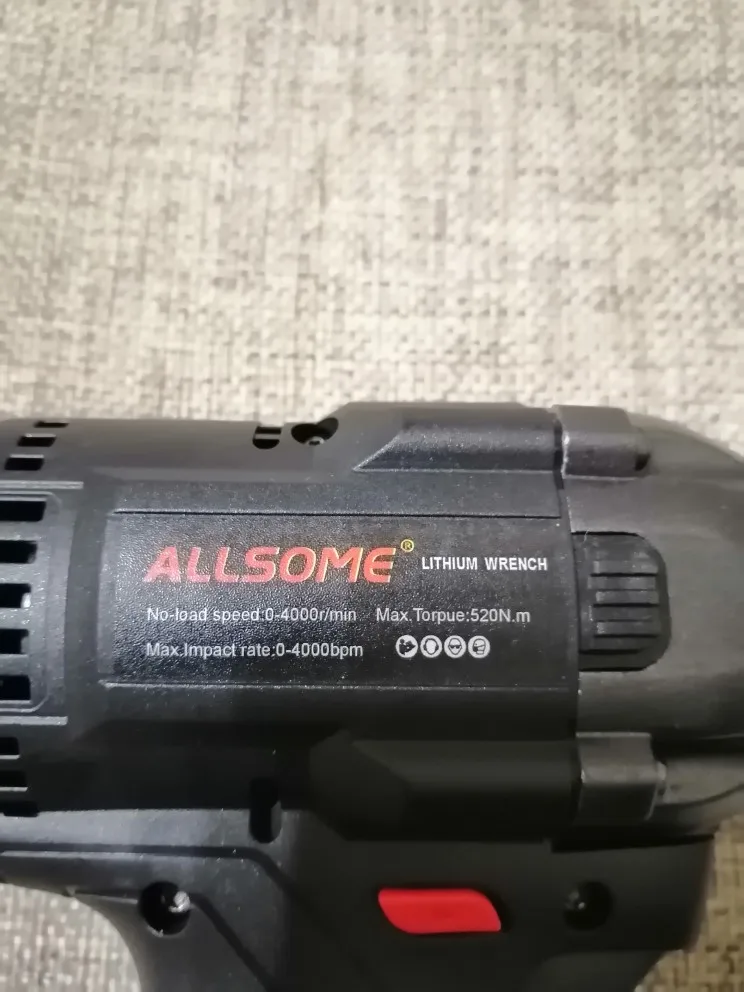 ALLSOME® LITHIUM WRENCH
No-load speed:0-4000r/min Max.Torpue:520N.m
Max.Impact rate:0-4000bpm